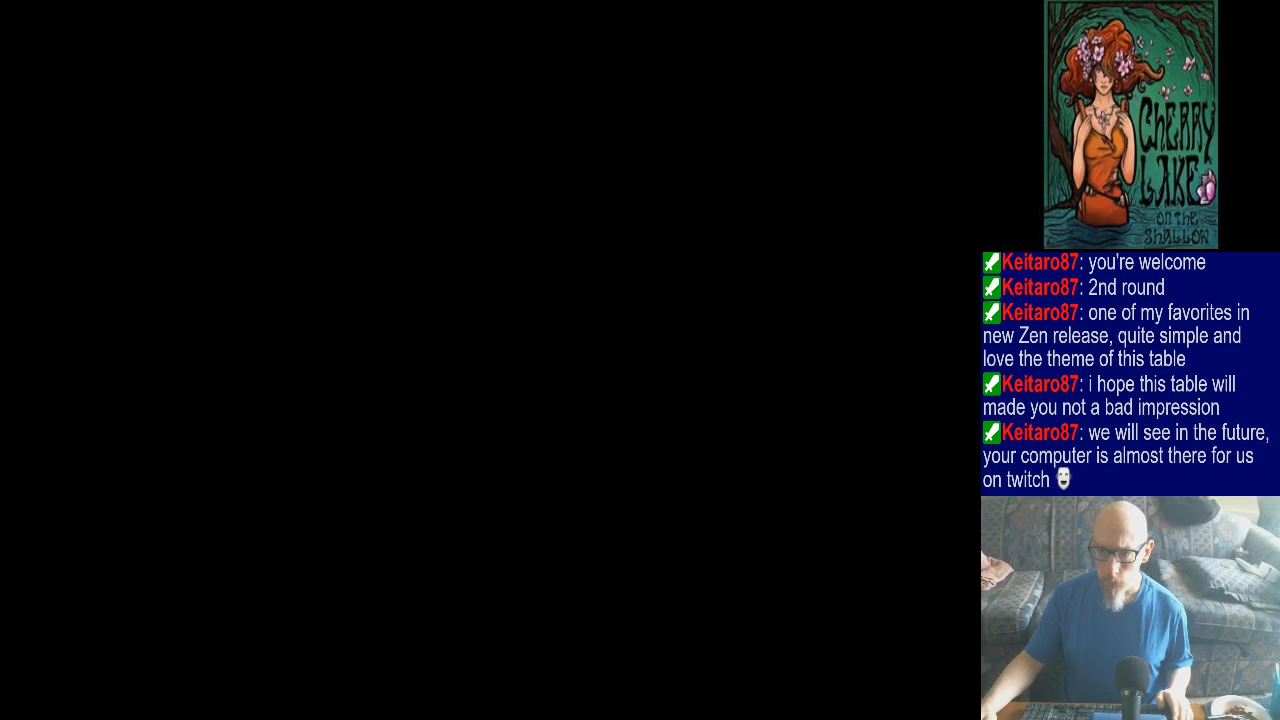 CHERRY
LAKE
ON THE
SHALLOW
Keitaro87: you're welcome
Keitaro87: 2nd round
Keitaro87: one of my favorites in
new Zen release, quite simple and
love the theme of this table
Keitaro87: i hope this table will
made you not a bad impression
Keitaro87: we will see in the future,
your computer is almost there for us
on twitch